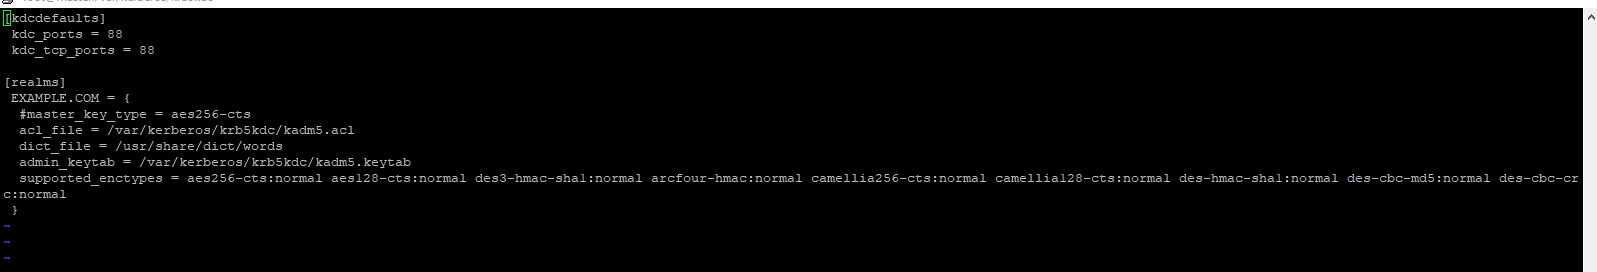 [kdcdefaults]
 kdc_ports = 88
 kdc_tcp_ports = 88

[realms]
 EXAMPLE.COM = {
  #master_key_type = aes256-cts
  acl_file = /var/kerberos/krb5kdc/kadm5.acl
  dict_file = /usr/share/dict/words
  admin_keytab = /var/kerberos/krb5kdc/kadm5.keytab
  supported_enctypes = aes256-cts:normal aes128-cts:normal des3-hmac-sha1:normal arcfour-hmac:normal camellia256-cts:normal camellia128-cts:normal des-hmac-sha1:normal des-cbc-md5:normal des-cbc-cr
c:normal
 }
~
~
~